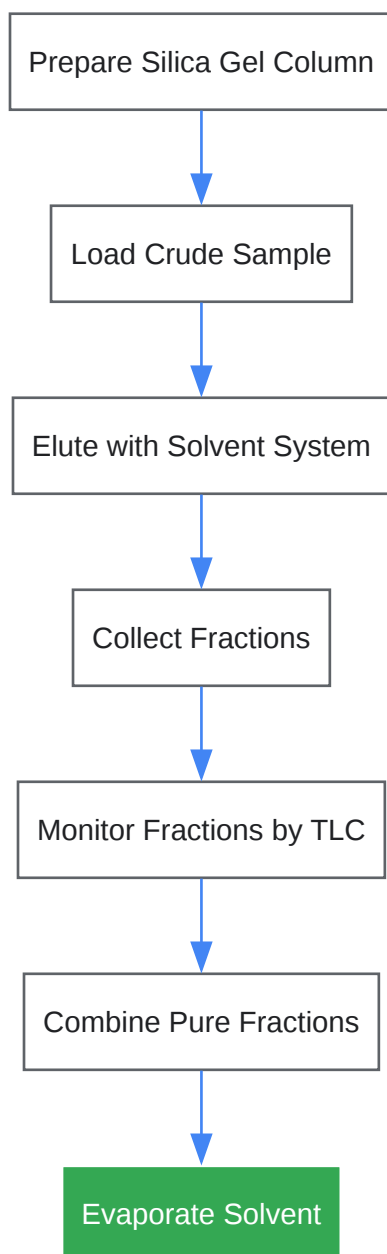 Prepare Silica Gel Column
Load Crude Sample
Elute with Solvent System
Collect Fractions
Monitor Fractions by TLC
Combine Pure Fractions
Evaporate Solvent